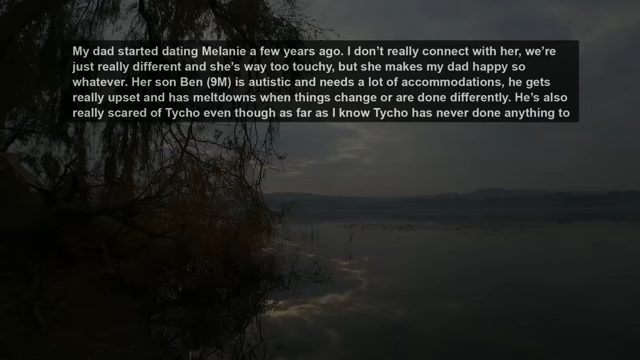 My dad started dating Melanie a few years ago. I don’t really connect with her, we’re
just really different and she’s way too touchy, but she makes my dad happy so
whatever. Her son Ben (9M) is autistic and needs a lot of accommodations, he gets
really upset and has meltdowns when things change or are done differently. He’s also
really scared of Tycho even though as far as I know Tycho has never done anything to